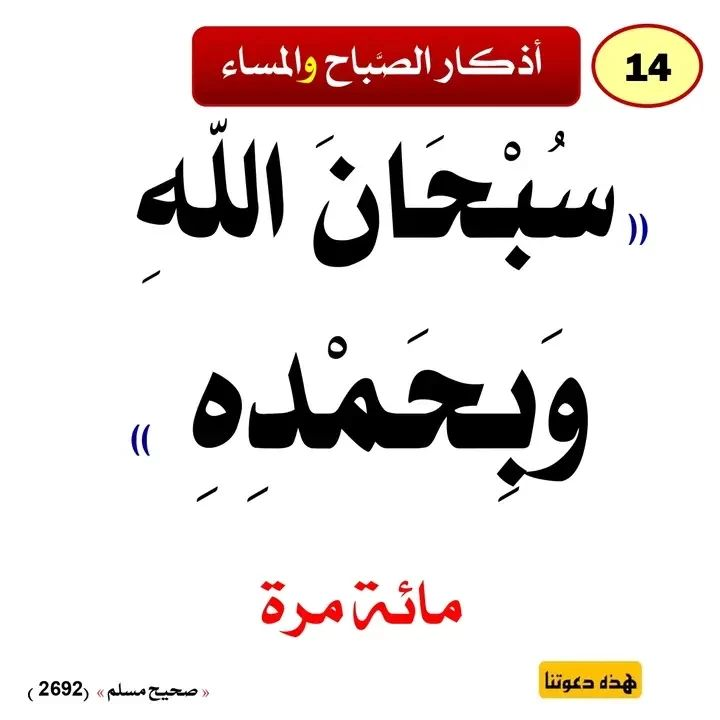 أذكار الصَّباح والمساء
14
(( سُبْحَانَ اللَّهِ
وَبِحَمْدِهِ ))
مائة مرة
« صحيح مسلم » (2692)
هذه دعوتنا